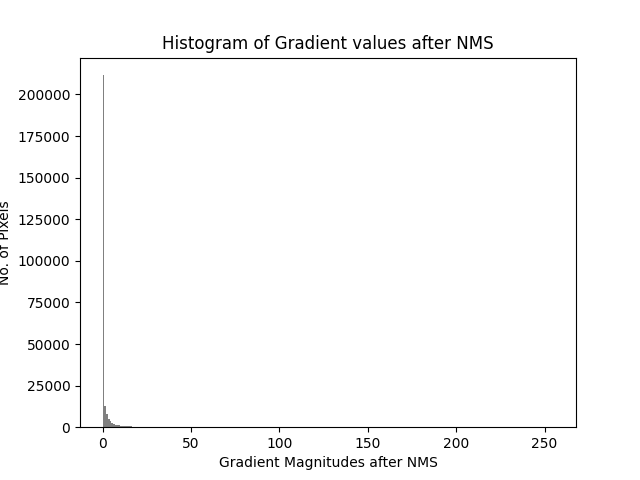 Histogram of Gradient values after NMS
200000
175000
150000
125000
100000
75000
50000
25000
0
No. of Pixels
0 50 100 150 200 250
Gradient Magnitudes after NMS